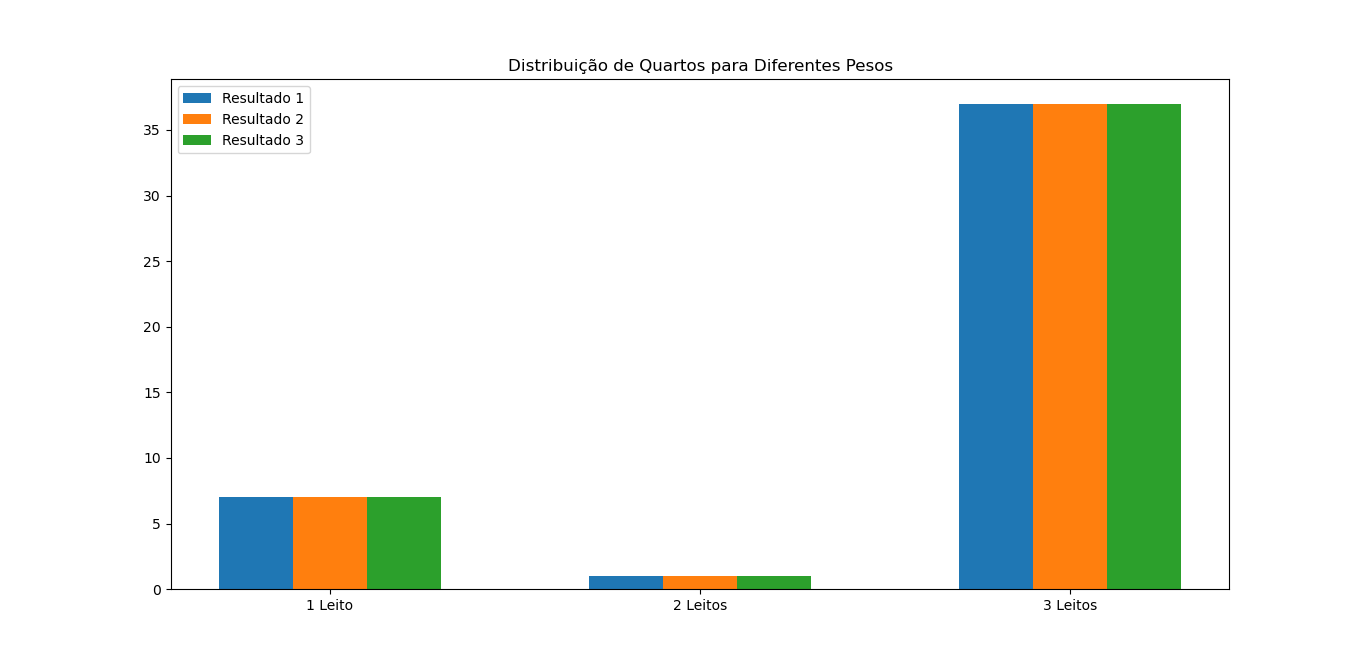 Distribuição de Quartos para Diferentes Pesos
Resultado 1
Resultado 2
Resultado 3
35
30
25
20
15
10
5
0
1 Leito
2 Leitos
3 Leitos